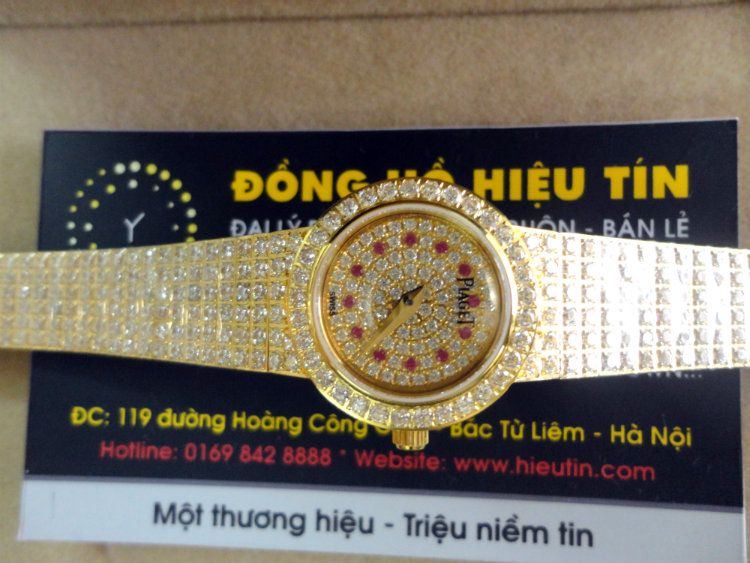 ĐỒNG HỒ HIỆU TÍN
ĐẠI LÝ BUÔN - BÁN LẺ
PIAGET
SWISS
ĐC: 119 đường Hoàng Công Bắc Từ Liêm - Hà Nội
Hotline: 0169 842 8888 * Website: www.hieutin.com
Một thương hiệu - Triệu niềm tin